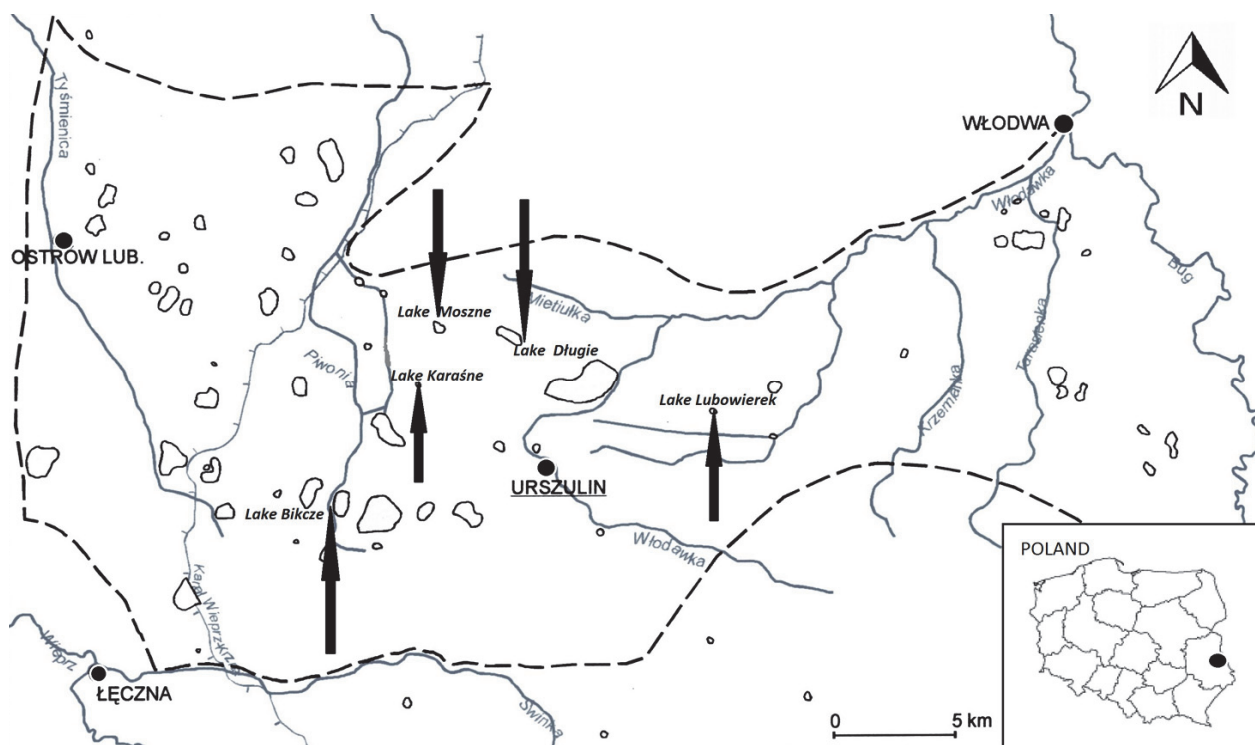 Tyśmienica
N
WŁODWA
Włodawka
OSTRÓW LUB.
Bug
Mietiułka
Lake Moszne
Lake Długie
Piwonia
Tarasionka
Lake Karaśne
Lake Lubowierek
Krzemianka
URSZULIN
Lake Bikcze
Włodawka
POLAND
Kanał Wieprz-Krzna
Wieprz
ŁĘCZNA
Świnka
0 5 km